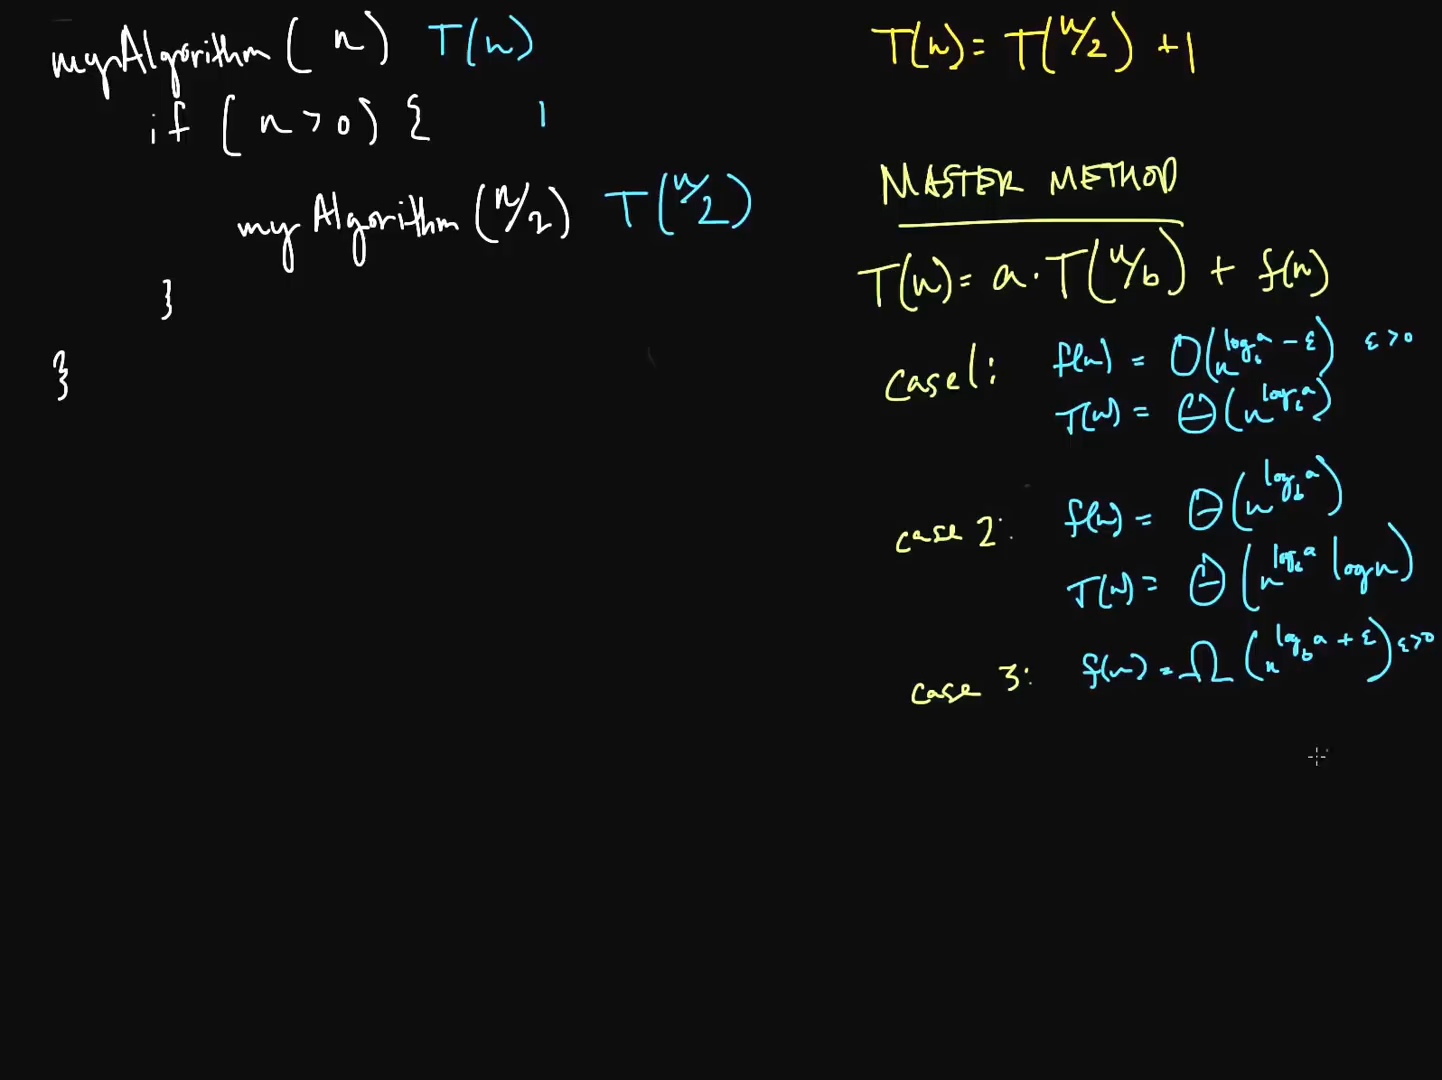 myAlgorithm ( n ) T(n)
if ( n > 0 ) { 1
myAlgorithm (n/2) T(n/2)
}
}
T(n) = T(n/2) + 1
MASTER METHOD
T(n) = a · T(n/b) + f(n)
case 1: f(n) = O(n^{log_b a - ε}) ε > 0
T(n) = Θ(n^{log_b a})
case 2: f(n) = Θ(n^{log_b a})
T(n) = Θ(n^{log_b a} log n)
case 3: f(n) = Ω(n^{log_b a + ε}) ε > 0